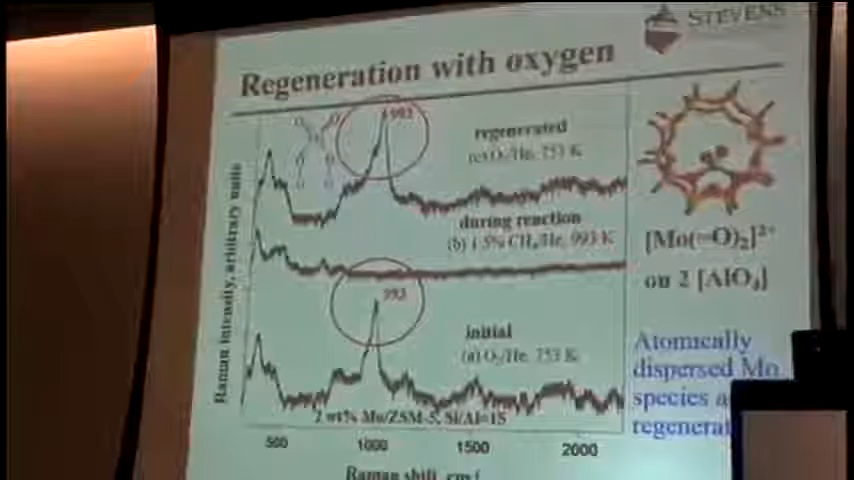 STEVENS
Regeneration with oxygen
993
regenerated
(c) O₂/He, 753 K
during reaction
(b) 1.5% CH₄/He, 993 K
993
initial
(a) O₂/He, 753 K
2 wt% Mo/ZSM-5, Si/Al=15
500 1000 1500 2000
Raman shift, cm⁻¹
Raman intensity, arbitrary units
[Mo(=O)₂]²⁺
on 2 [AlO₄]
Atomically
dispersed Mo
species